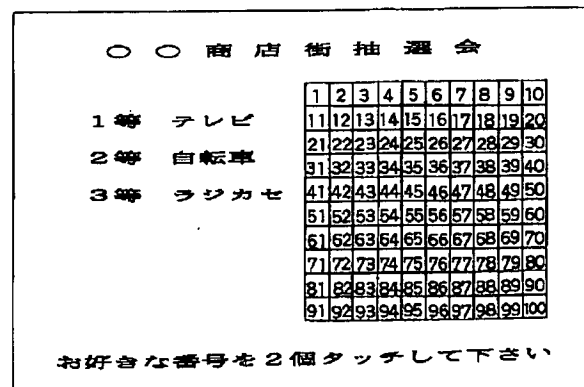 ○○商店街抽選会
1等 テレビ
2等 自転車
3等 ラジカセ
1 2 3 4 5 6 7 8 9 10
11 12 13 14 15 16 17 18 19 20
21 22 23 24 25 26 27 28 29 30
31 32 33 34 35 36 37 38 39 40
41 42 43 44 45 46 47 48 49 50
51 52 53 54 55 56 57 58 59 60
61 62 63 64 65 66 67 68 69 70
71 72 73 74 75 76 77 78 79 80
81 82 83 84 85 86 87 88 89 90
91 92 93 94 95 96 97 98 99 100
お好きな番号を2個タッチして下さい